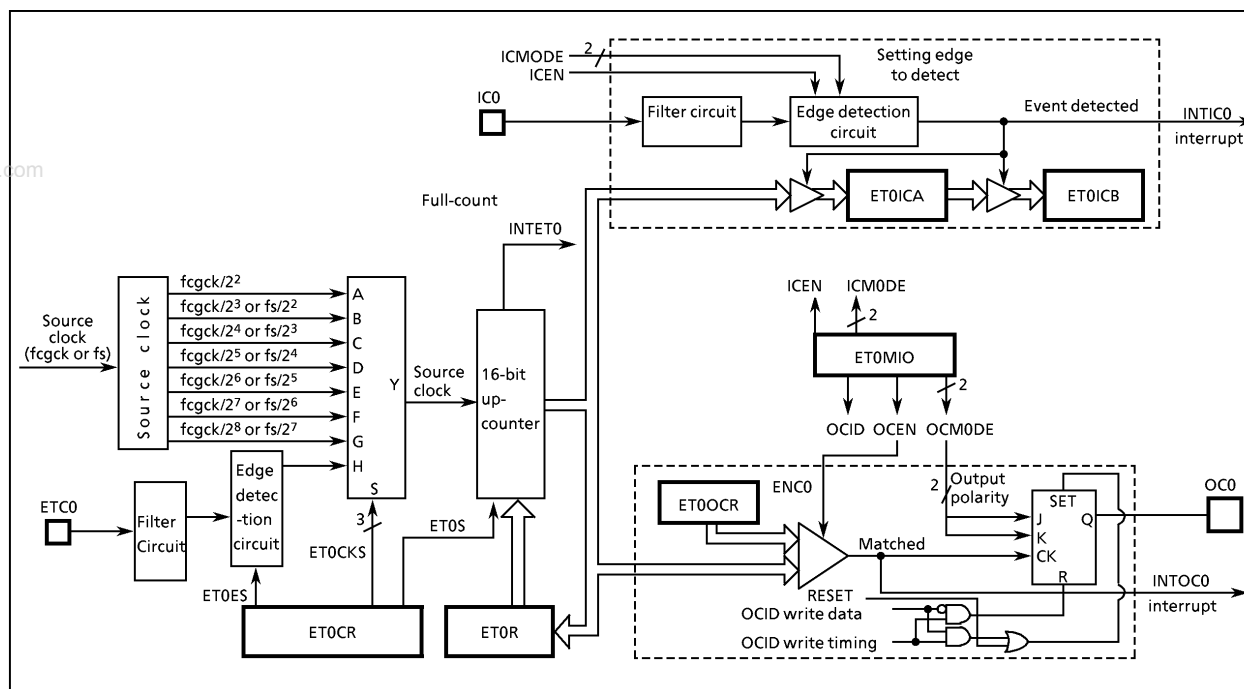 ICMODE
2
ICEN
Setting edge
to detect
IC0
Filter circuit
Edge detection
circuit
Event detected
INTIC0
interrupt
.com
ET0ICA
ET0ICB
Full-count
INTET0
Source
clock
(fcgck or fs)
Source clock
fcgck/2²
fcgck/2³ or fs/2²
fcgck/2⁴ or fs/2³
fcgck/2⁵ or fs/2⁴
fcgck/2⁶ or fs/2⁵
fcgck/2⁷ or fs/2⁶
fcgck/2⁸ or fs/2⁷
A
B
C
D
E
F
G
H
S
Y
Source
clock
16-bit
up-
counter
ICEN
ICM0DE
2
ET0MIO
2
OCID
OCEN
OCM0DE
ETC0
Filter
Circuit
Edge
detec
-tion
circuit
3
ET0CKS
ET0S
ET0ES
ET0CR
ET0R
ENC0
ET0OCR
2
Output
polarity
SET
J
K
CK
Q
R
OC0
Matched
INTOC0
interrupt
RESET
OCID write data
OCID write timing